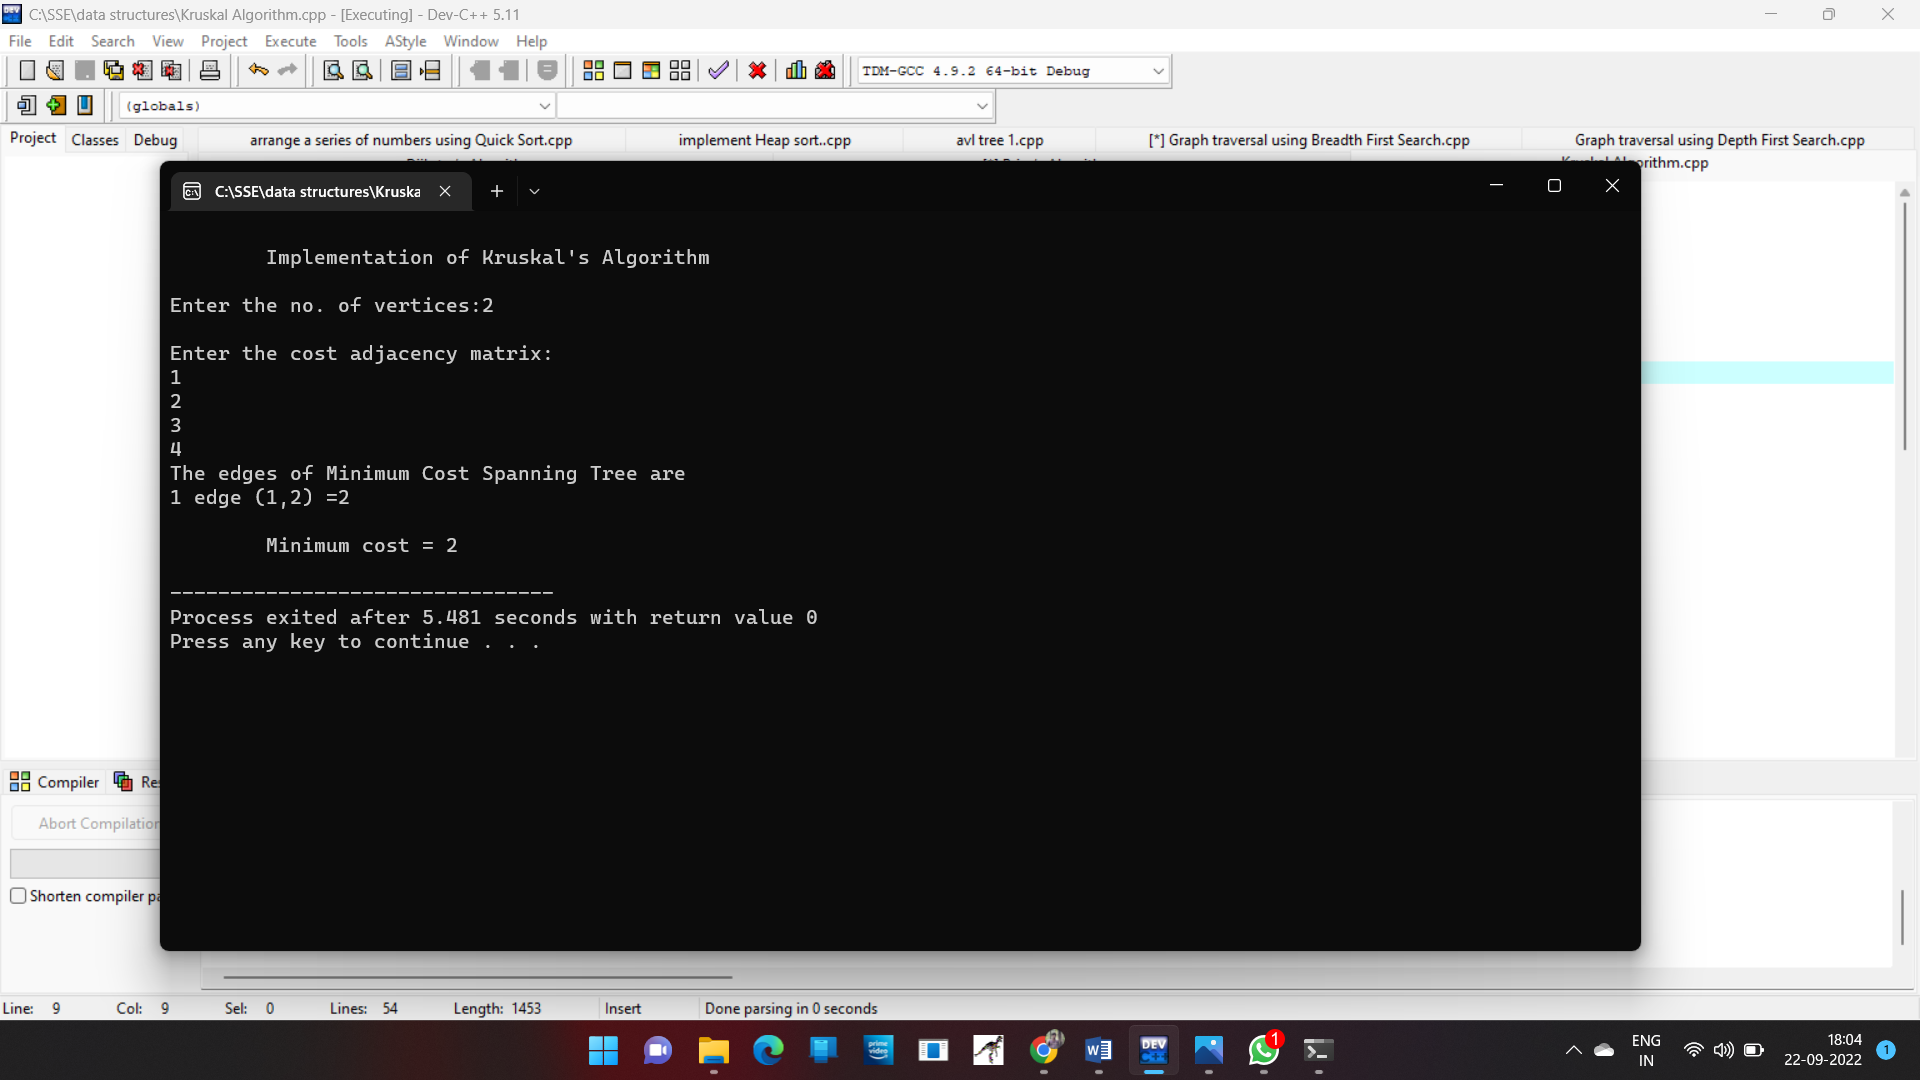 C:\SSE\data structures\Kruskal Algorithm.cpp - [Executing] - Dev-C++ 5.11
File Edit Search View Project Execute Tools AStyle Window Help
TDM-GCC 4.9.2 64-bit Debug
(globals)
Project Classes Debug
arrange a series of numbers using Quick Sort.cpp implement Heap sort..cpp avl tree 1.cpp [*] Graph traversal using Breadth First Search.cpp Graph traversal using Depth First Search.cpp
Kruskal Algorithm.cpp
C:\SSE\data structures\Kruska
Implementation of Kruskal's Algorithm
Enter the no. of vertices:2
Enter the cost adjacency matrix:
1
2
3
4
The edges of Minimum Cost Spanning Tree are
1 edge (1,2) =2
Minimum cost = 2
--------------------------------
Process exited after 5.481 seconds with return value 0
Press any key to continue . . .
Compiler
Abort Compilation
Shorten compiler
Line: 9 Col: 9 Sel: 0 Lines: 54 Length: 1453 Insert Done parsing in 0 seconds
prime video
DEV C++
1
ENG
IN
18:04
22-09-2022
1